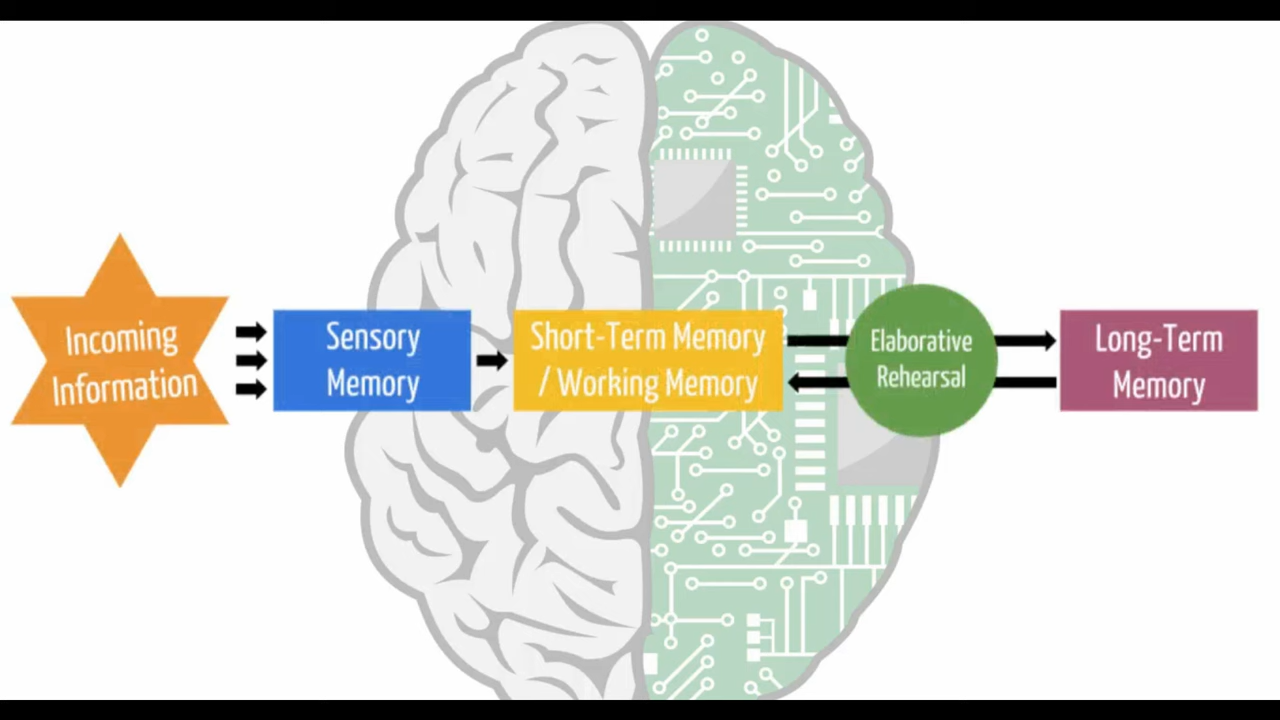 Incoming
Information
Sensory
Memory
Short-Term Memory
/ Working Memory
Elaborative
Rehearsal
Long-Term
Memory